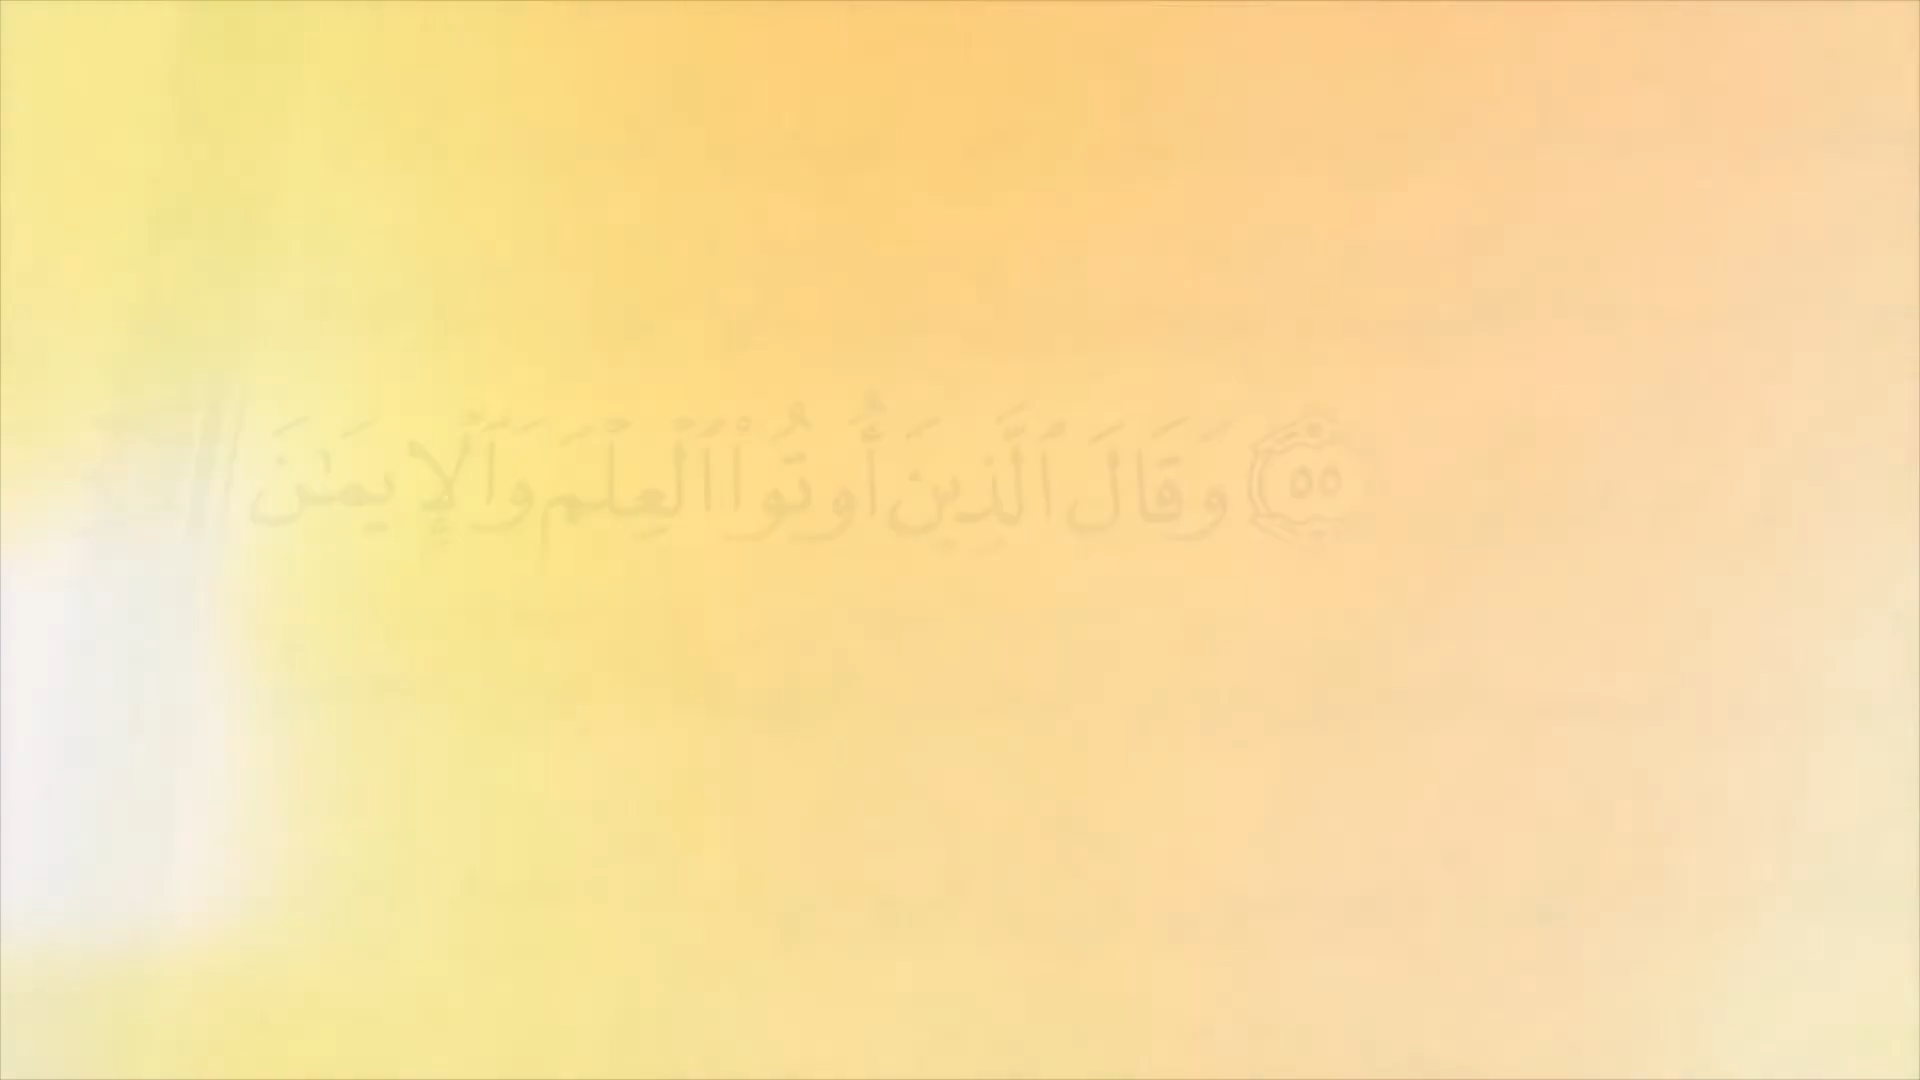 ۝٥٥ وَقَالَ ٱلَّذِينَ أُوتُوا۟ ٱلْعِلْمَ وَٱلْإِيمَـٰنَ